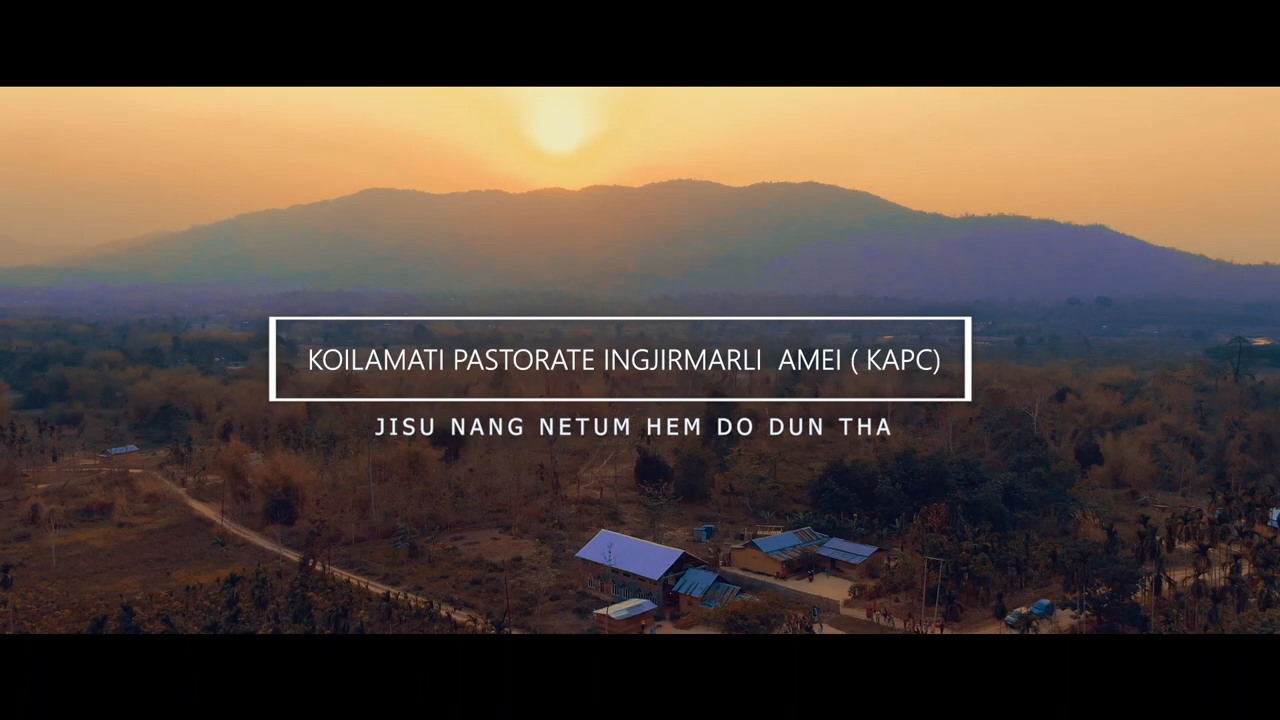 KOILAMATI PASTORATE INGJIRMARLI  AMEI ( KAPC)
JISU NANG NETUM HEM DO DUN THA